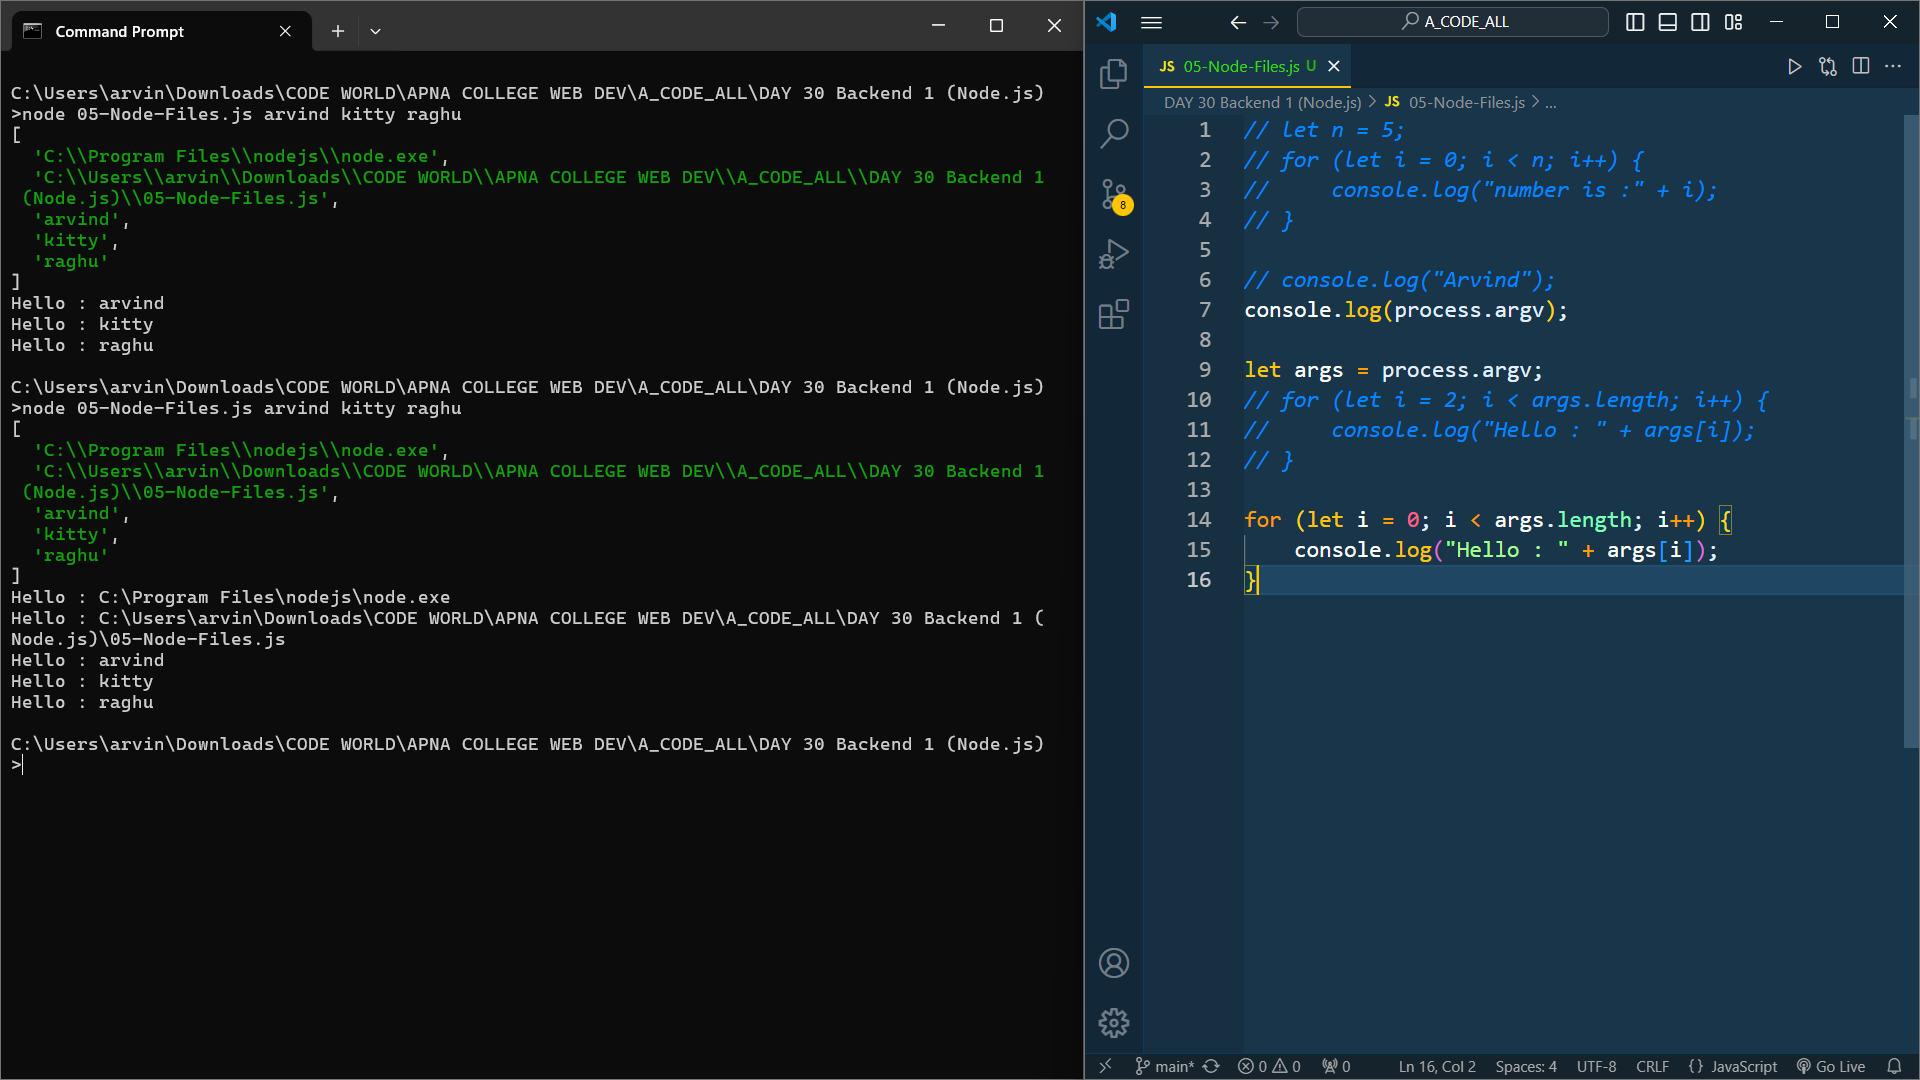 Command Prompt
C:\Users\arvin\Downloads\CODE WORLD\APNA COLLEGE WEB DEV\A_CODE_ALL\DAY 30 Backend 1 (Node.js)
>node 05-Node-Files.js arvind kitty raghu
[
  'C:\\Program Files\\nodejs\\node.exe',
  'C:\\Users\\arvin\\Downloads\\CODE WORLD\\APNA COLLEGE WEB DEV\\A_CODE_ALL\\DAY 30 Backend 1
 (Node.js)\\05-Node-Files.js',
  'arvind',
  'kitty',
  'raghu'
]
Hello : arvind
Hello : kitty
Hello : raghu
C:\Users\arvin\Downloads\CODE WORLD\APNA COLLEGE WEB DEV\A_CODE_ALL\DAY 30 Backend 1 (Node.js)
>node 05-Node-Files.js arvind kitty raghu
[
  'C:\\Program Files\\nodejs\\node.exe',
  'C:\\Users\\arvin\\Downloads\\CODE WORLD\\APNA COLLEGE WEB DEV\\A_CODE_ALL\\DAY 30 Backend 1
 (Node.js)\\05-Node-Files.js',
  'arvind',
  'kitty',
  'raghu'
]
Hello : C:\Program Files\nodejs\node.exe
Hello : C:\Users\arvin\Downloads\CODE WORLD\APNA COLLEGE WEB DEV\A_CODE_ALL\DAY 30 Backend 1 (
Node.js)\05-Node-Files.js
Hello : arvind
Hello : kitty
Hello : raghu
C:\Users\arvin\Downloads\CODE WORLD\APNA COLLEGE WEB DEV\A_CODE_ALL\DAY 30 Backend 1 (Node.js)
>
A_CODE_ALL
JS 05-Node-Files.js U
DAY 30 Backend 1 (Node.js) > JS 05-Node-Files.js > ...
8
1 // let n = 5;
2 // for (let i = 0; i < n; i++) {
3 //     console.log("number is :" + i);
4 // }
5
6 // console.log("Arvind");
7 console.log(process.argv);
8
9 let args = process.argv;
10 // for (let i = 2; i < args.length; i++) {
11 //     console.log("Hello : " + args[i]);
12 // }
13
14 for (let i = 0; i < args.length; i++) {
15     console.log("Hello : " + args[i]);
16 }
main* 0 0 0 Ln 16, Col 2 Spaces: 4 UTF-8 CRLF {} JavaScript Go Live